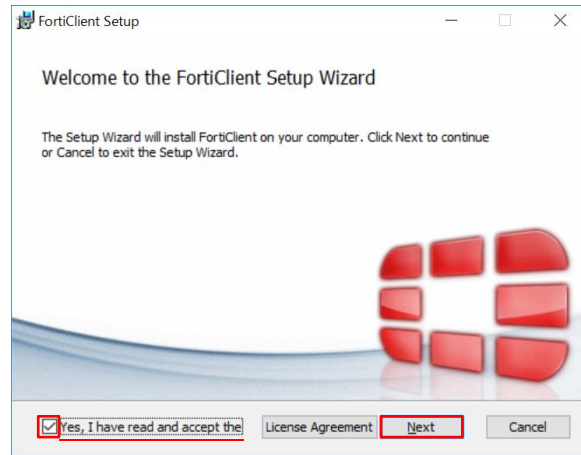 FortiClient Setup
Welcome to the FortiClient Setup Wizard
The Setup Wizard will install FortiClient on your computer. Click Next to continue
or Cancel to exit the Setup Wizard.
Yes, I have read and accept the License Agreement Next Cancel